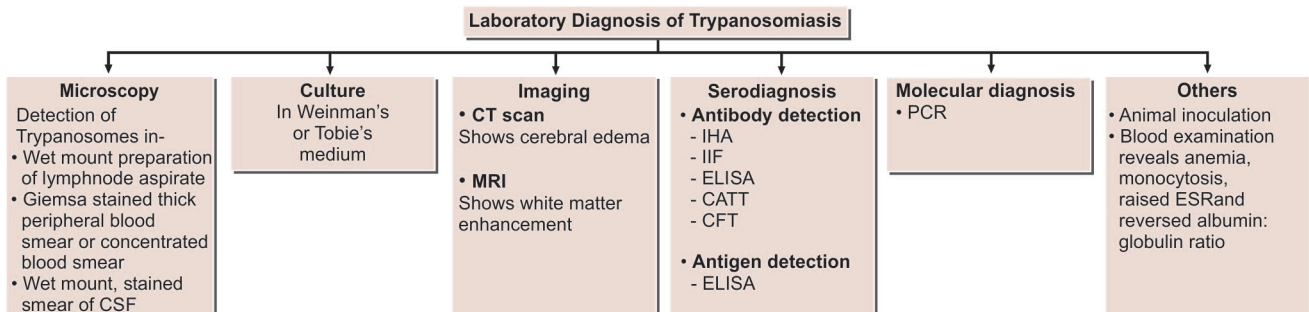 Laboratory Diagnosis of Trypanosomiasis
Microscopy
Detection of
Trypanosomes in-
• Wet mount preparation
of lymphnode aspirate
• Giemsa stained thick
peripheral blood
smear or concentrated
blood smear
• Wet mount, stained
smear of CSF
Culture
In Weinman's
or Tobie's
medium
Imaging
• CT scan
Shows cerebral edema
• MRI
Shows white matter
enhancement
Serodiagnosis
• Antibody detection
- IHA
- IIF
- ELISA
- CATT
- CFT
• Antigen detection
- ELISA
Molecular diagnosis
• PCR
Others
• Animal inoculation
• Blood examination
reveals anemia,
monocytosis,
raised ESRand
reversed albumin:
globulin ratio